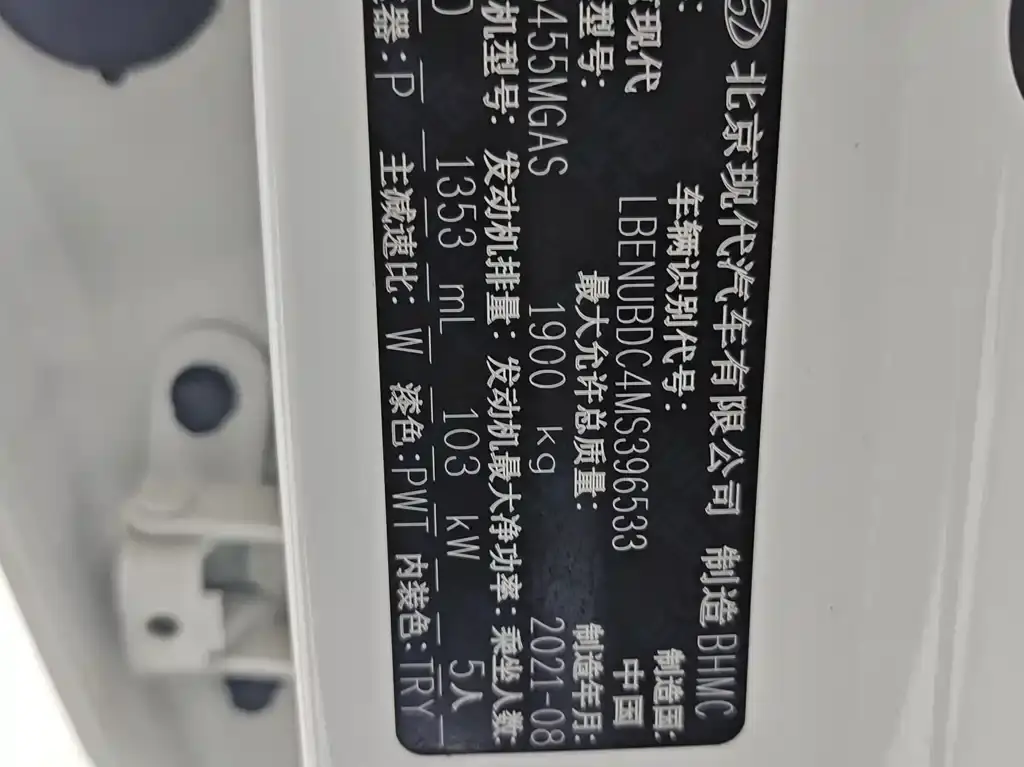 北京现代汽车有限公司 制造 BHMC
车辆识别代号: 制造国:
现代 LBENUBDC4MS396533 中国
型号: 最大允许总质量: 制造年月:
6455MGAS 1900 kg 2021-08
机型号: 发动机排量: 发动机最大净功率: 乘坐人数:
1353 mL 103 kW 5人
器:P 主减速比: W 漆色:PWT 内装色:TRY